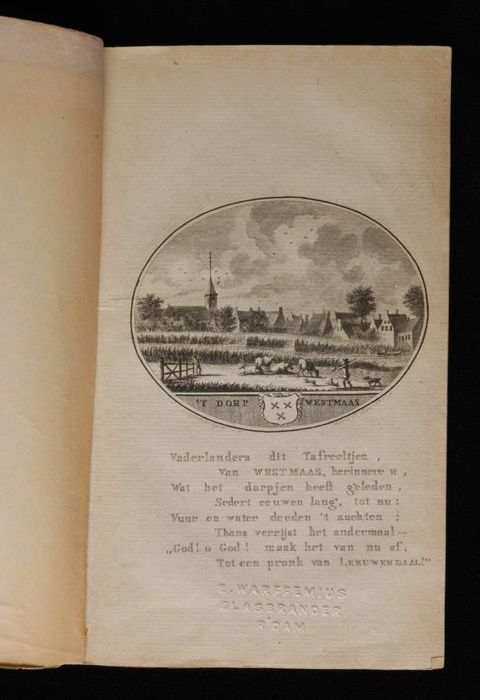 'T DORP WESTMAAS
Vaderlanders dit Tafreeltjen,
Van WESTMAAS, herinnere u,
Wat het dorpjen heeft geleden,
Sedert eeuwen lang, tot nu:
Vuur en water deeden 't zuchten;
Thans verrijst het andermaal—
„God! o God! maak het van nu af,
Tot een pronk van LEEUWENDAAL!"
E. WARFFEMIUS
GLASBRANDER
R'DAM